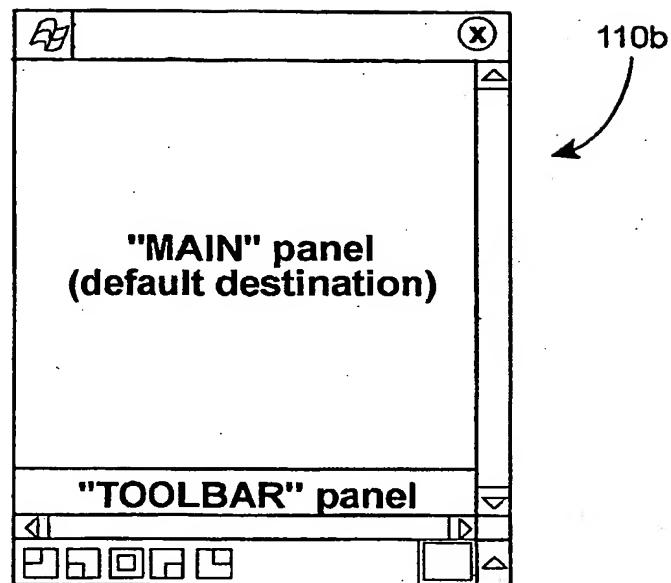 110b
"MAIN" panel
(default destination)
"TOOLBAR" panel